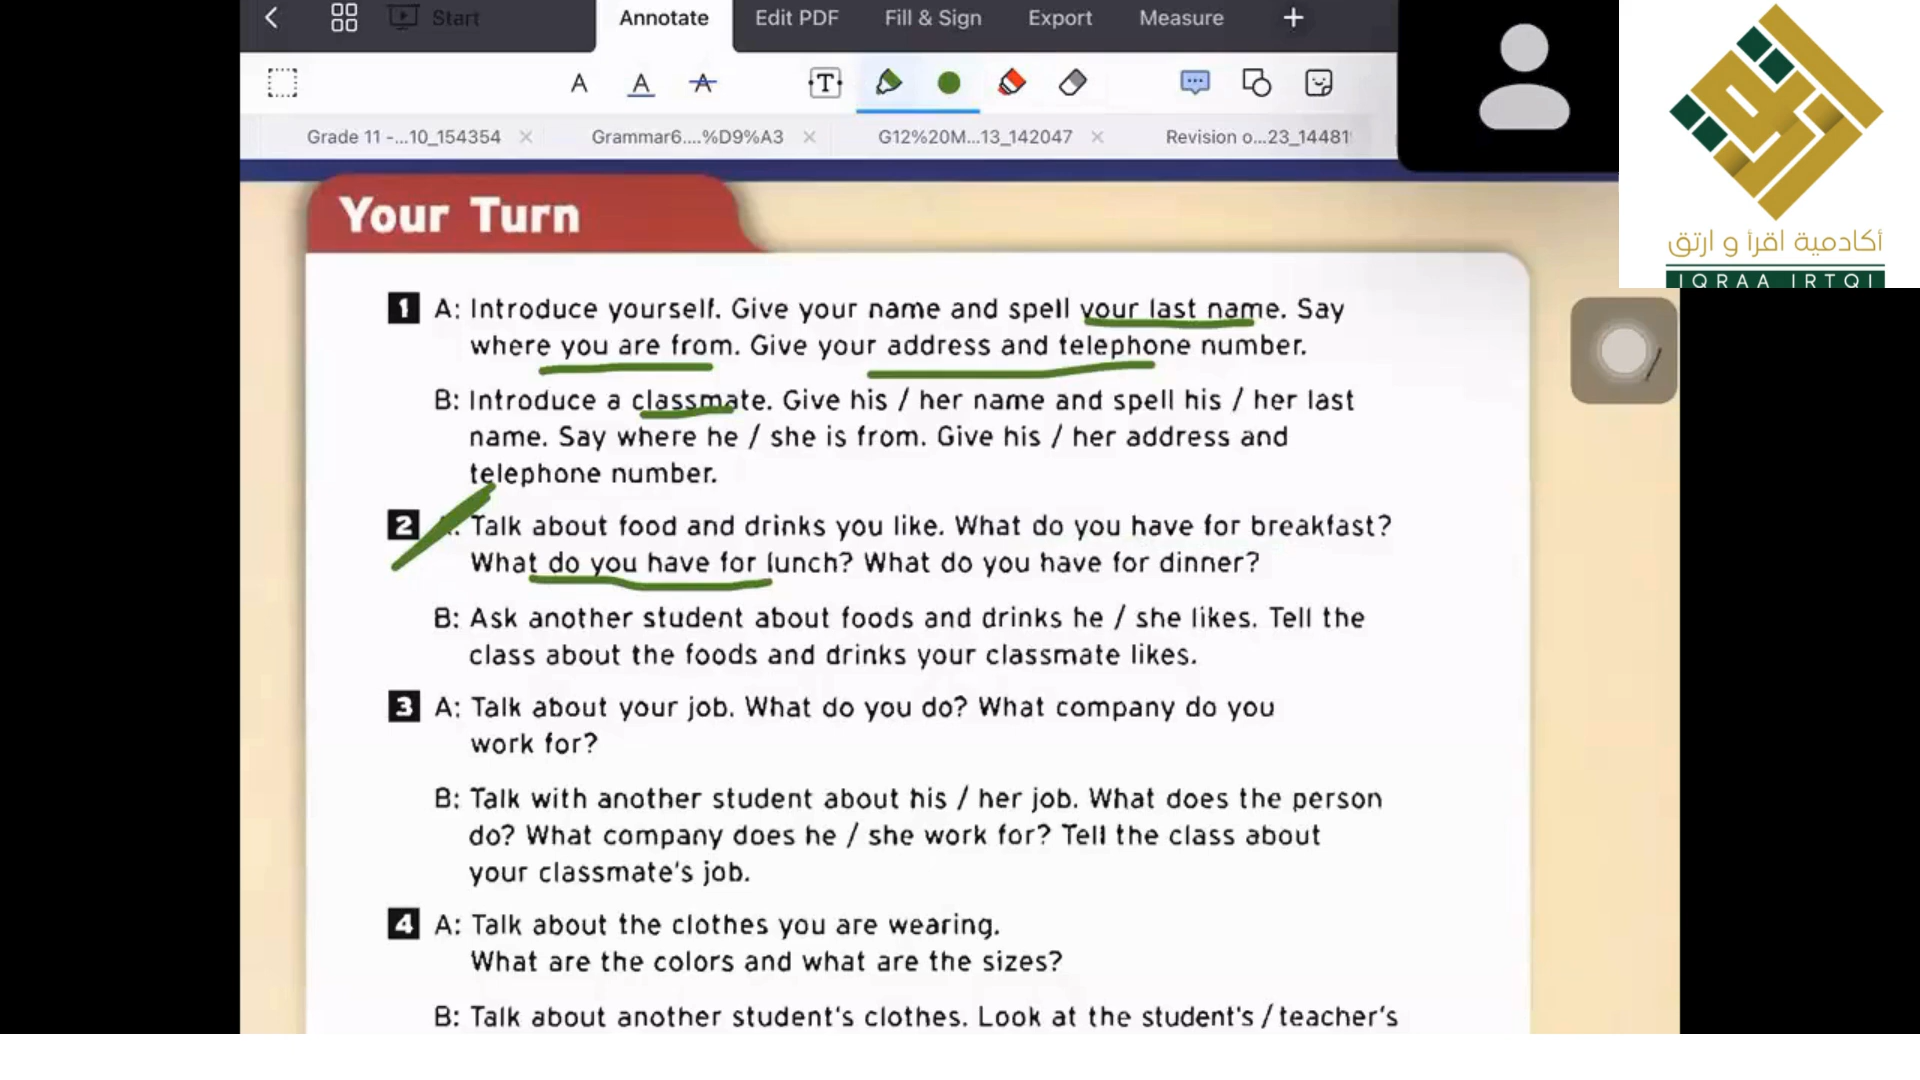 Start
Annotate
Edit PDF
Fill & Sign
Export
Measure
Grade 11 -...10_154354
Grammar6....%D9%A3
G12%20M...13_142047
Revision o...23_14481
أكادمية اقرأ و ارتق
IQRAA IRTQI
Your Turn
1 A: Introduce yourself. Give your name and spell your last name. Say
where you are from. Give your address and telephone number.
B: Introduce a classmate. Give his / her name and spell his / her last
name. Say where he / she is from. Give his / her address and
telephone number.
2 Talk about food and drinks you like. What do you have for breakfast?
What do you have for lunch? What do you have for dinner?
B: Ask another student about foods and drinks he / she likes. Tell the
class about the foods and drinks your classmate likes.
3 A: Talk about your job. What do you do? What company do you
work for?
B: Talk with another student about his / her job. What does the person
do? What company does he / she work for? Tell the class about
your classmate's job.
4 A: Talk about the clothes you are wearing.
What are the colors and what are the sizes?
B: Talk about another student's clothes. Look at the student's / teacher's